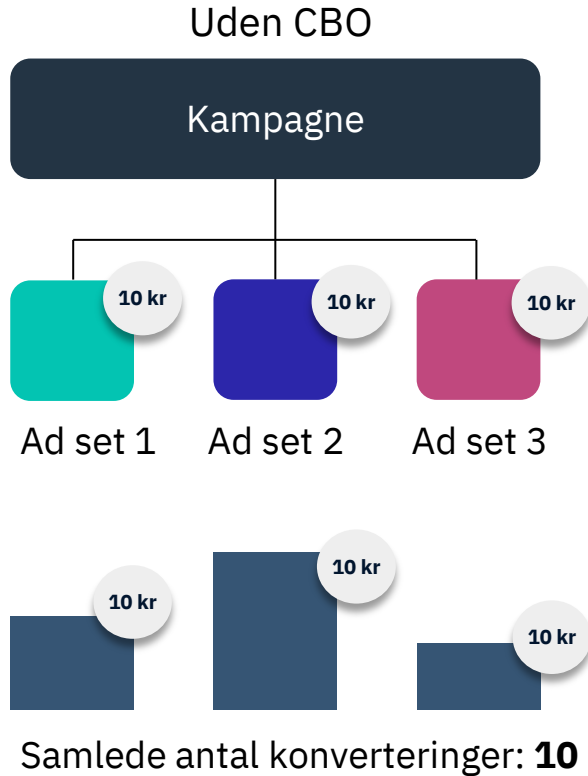 Uden CBO
Kampagne
10 kr
10 kr
10 kr
Ad set 1
Ad set 2
Ad set 3
10 kr
10 kr
10 kr
Samlede antal konverteringer: 10